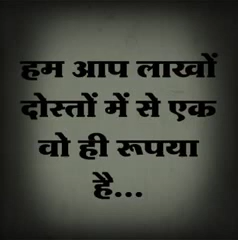 हम आप लाखों
दोस्तों में से एक
वो ही रूपया
है...